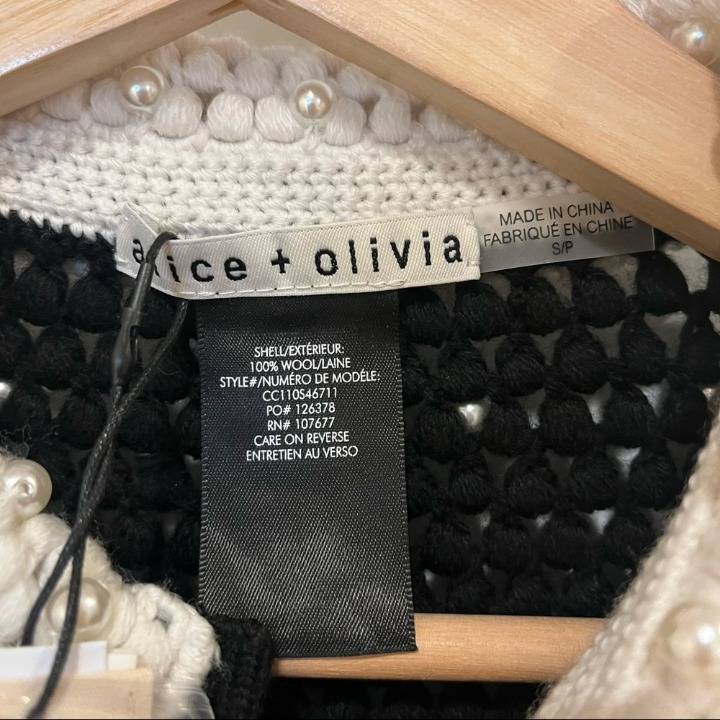 alice + olivia
MADE IN CHINA
FABRIQUÉ EN CHINE
S/P
SHELL/EXTÉRIEUR:
100% WOOL/LAINE
STYLE#/NUMÉRO DE MODÈLE:
CC110S46711
PO# 126378
RN# 107677
CARE ON REVERSE
ENTRETIEN AU VERSO